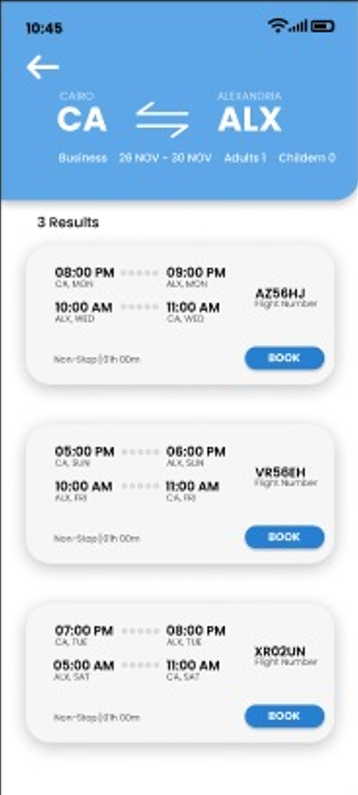 10:45
CAIRO ALEXANDRIA
CA ALX
Business 26 NOV - 30 NOV Adults 1 Childern 0
3 Results
08:00 PM 09:00 PM
CA, MON ALX, MON
AZ56HJ
Flight Number
10:00 AM 11:00 AM
ALX, WED CA, WED
Non-Stop | 01h 00m BOOK
05:00 PM 06:00 PM
CA, SUN ALX, SUN
VR56EH
Flight Number
10:00 AM 11:00 AM
ALX, FRI CA, FRI
Non-Stop | 01h 00m BOOK
07:00 PM 08:00 PM
CA, TUE ALX, TUE
XR02UN
Flight Number
05:00 AM 11:00 AM
ALX, SAT CA, SAT
Non-Stop | 01h 00m BOOK